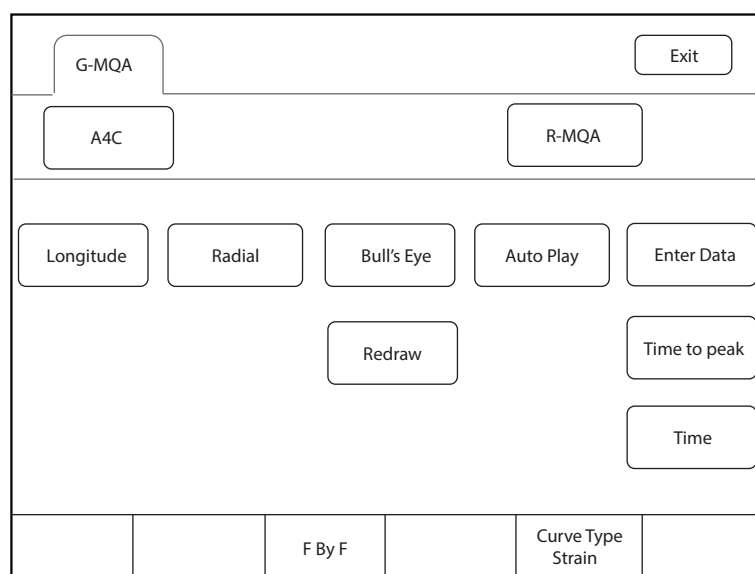 G-MQA
Exit
A4C
R-MQA
Longitude
Radial
Bull's Eye
Auto Play
Enter Data
Redraw
Time to peak
Time
F By F
Curve Type
Strain